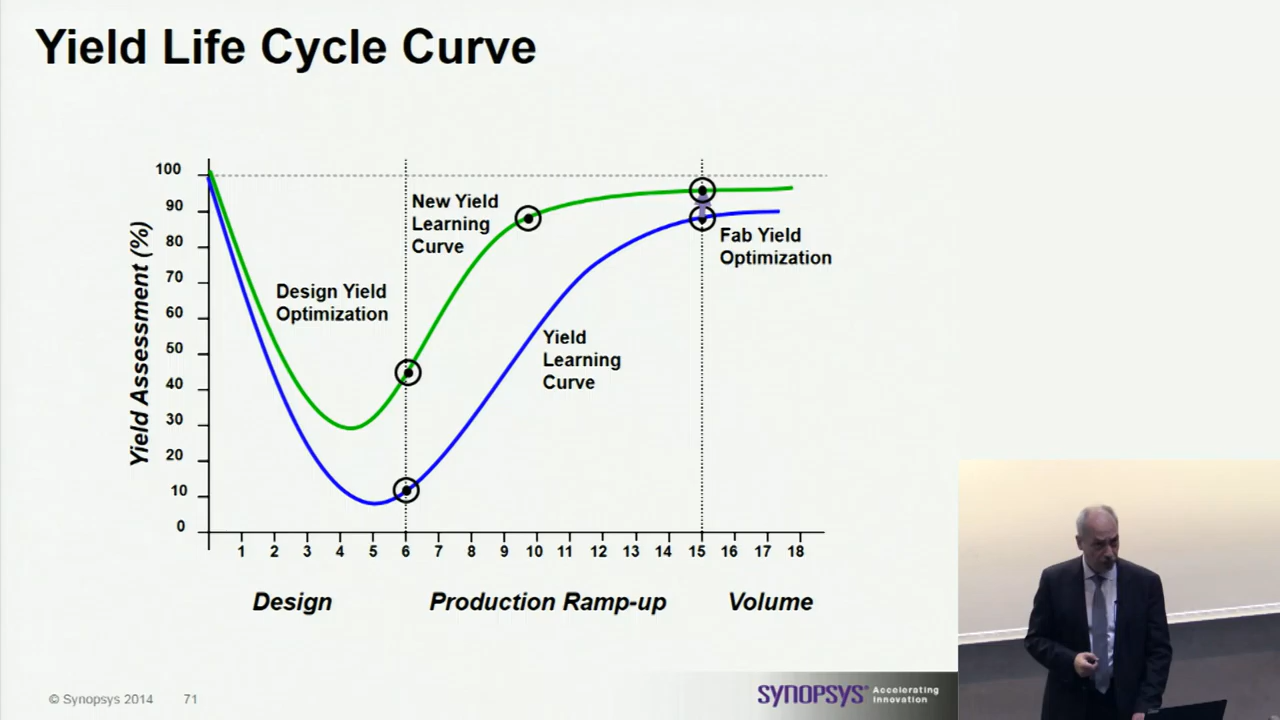 Yield Life Cycle Curve
Yield Assessment (%)
100
90
80
70
60
50
40
30
20
10
0
New Yield
Learning
Curve
Design Yield
Optimization
Fab Yield
Optimization
Yield
Learning
Curve
1 2 3 4 5 6 7 8 9 10 11 12 13 14 15 16 17 18
Design Production Ramp-up Volume
© Synopsys 2014 71
SYNOPSYS® Accelerating
Innovation